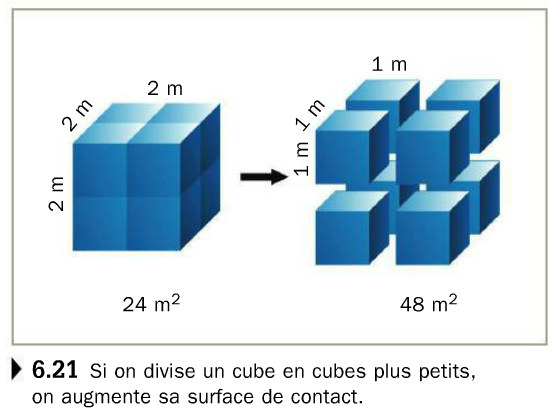 2 m
2 m
2 m
1 m
1 m
1 m
24 m²
48 m²
6.21 Si on divise un cube en cubes plus petits,
on augmente sa surface de contact.